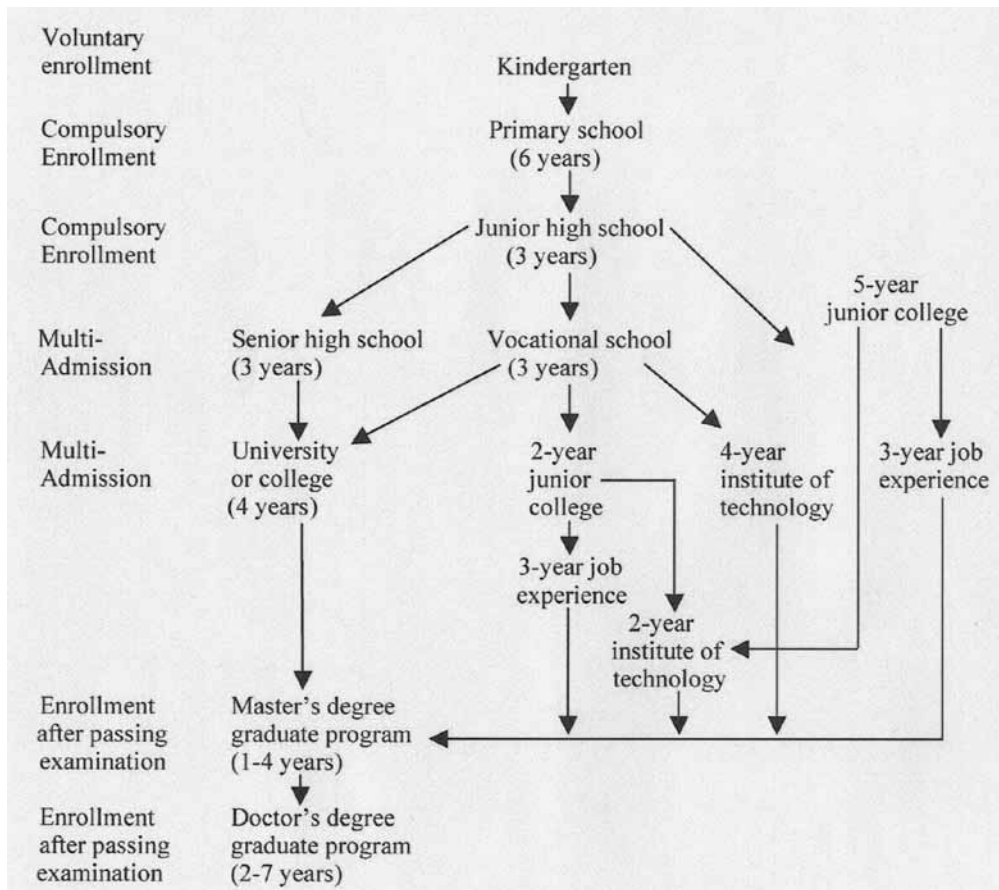 Voluntary
enrollment
Kindergarten
Compulsory
Enrollment
Primary school
(6 years)
Compulsory
Enrollment
Junior high school
(3 years)
5-year
junior college
Multi-
Admission
Senior high school
(3 years)
Vocational school
(3 years)
Multi-
Admission
University
or college
(4 years)
2-year
junior
college
4-year
institute of
technology
3-year job
experience
3-year job
experience
2-year
institute of
technology
Enrollment
after passing
examination
Master's degree
graduate program
(1-4 years)
Enrollment
after passing
examination
Doctor's degree
graduate program
(2-7 years)